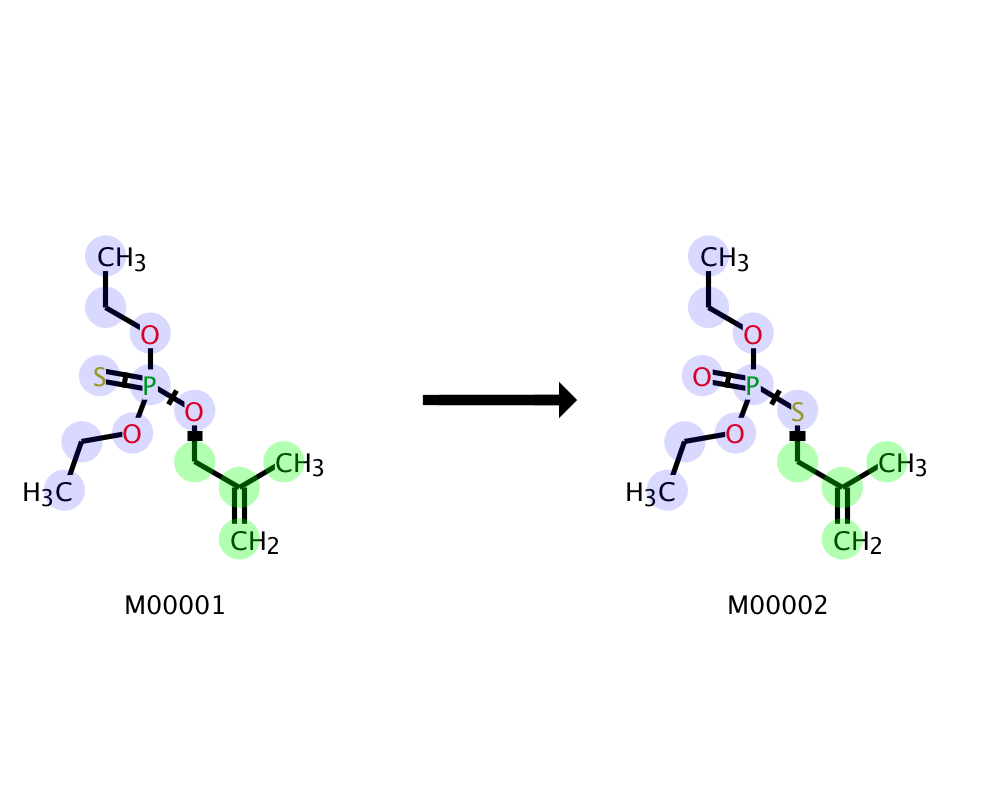 CH3 CH3
O O
S P O P
O S
O O
CH3 CH3
H3C H3C
CH2 CH2
M00001 M00002